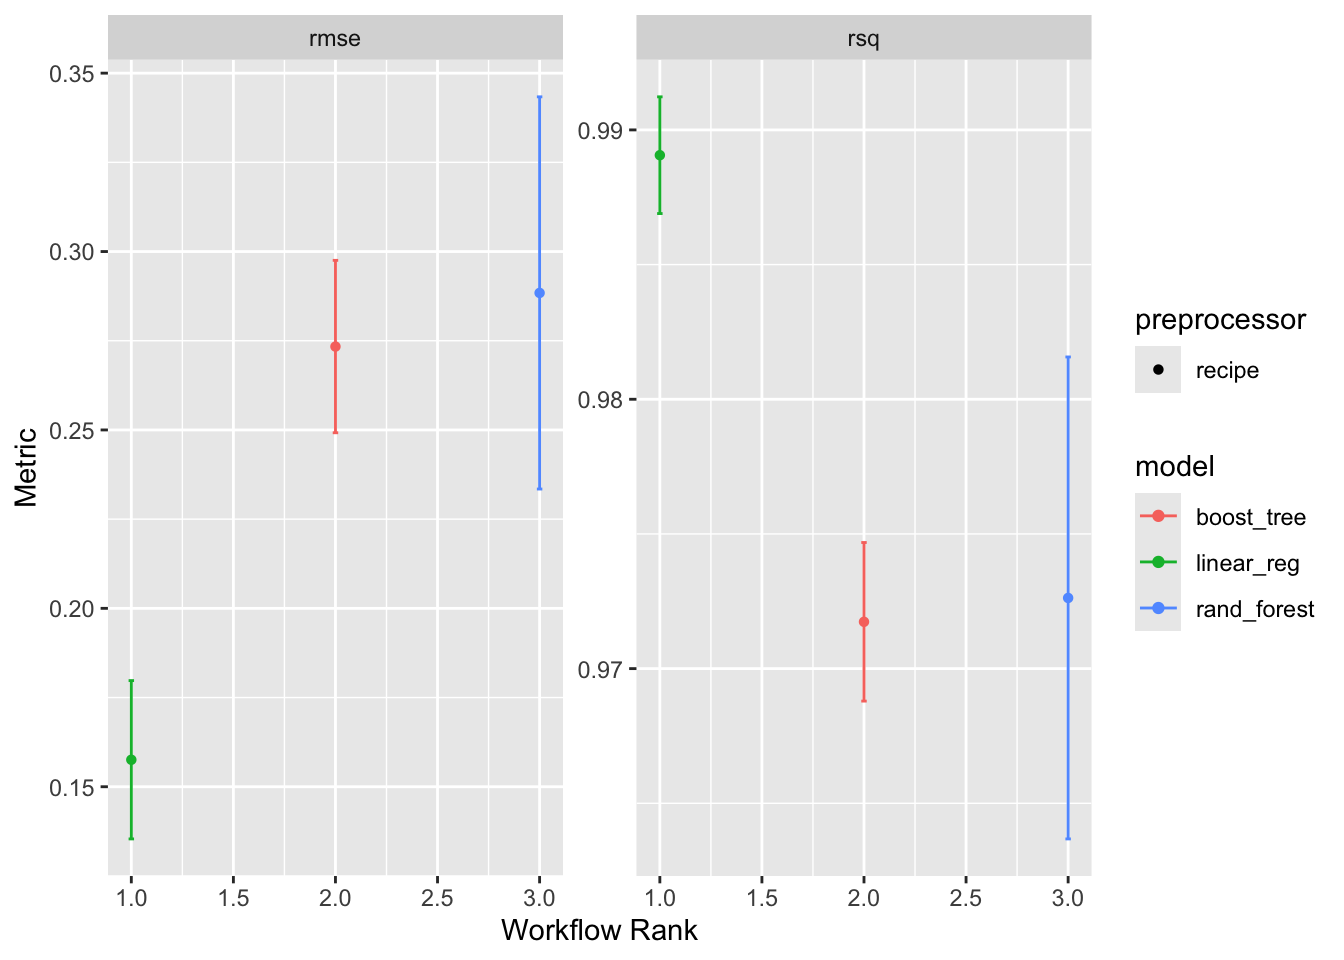 rmse
rsq
0.35
0.30
0.25
0.20
0.15
0.99
0.98
0.97
1.0 1.5 2.0 2.5 3.0
1.0 1.5 2.0 2.5 3.0
Workflow Rank
Metric
preprocessor
recipe
model
boost_tree
linear_reg
rand_forest